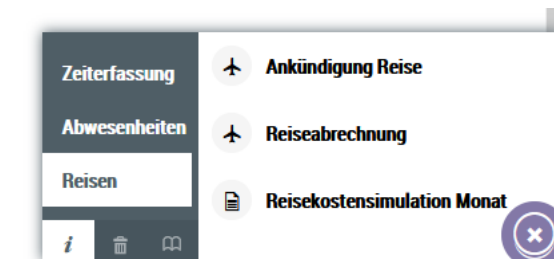 Zeiterfassung
Abwesenheiten
Reisen
Ankündigung Reise
Reiseabrechnung
Reisekostensimulation Monat
i